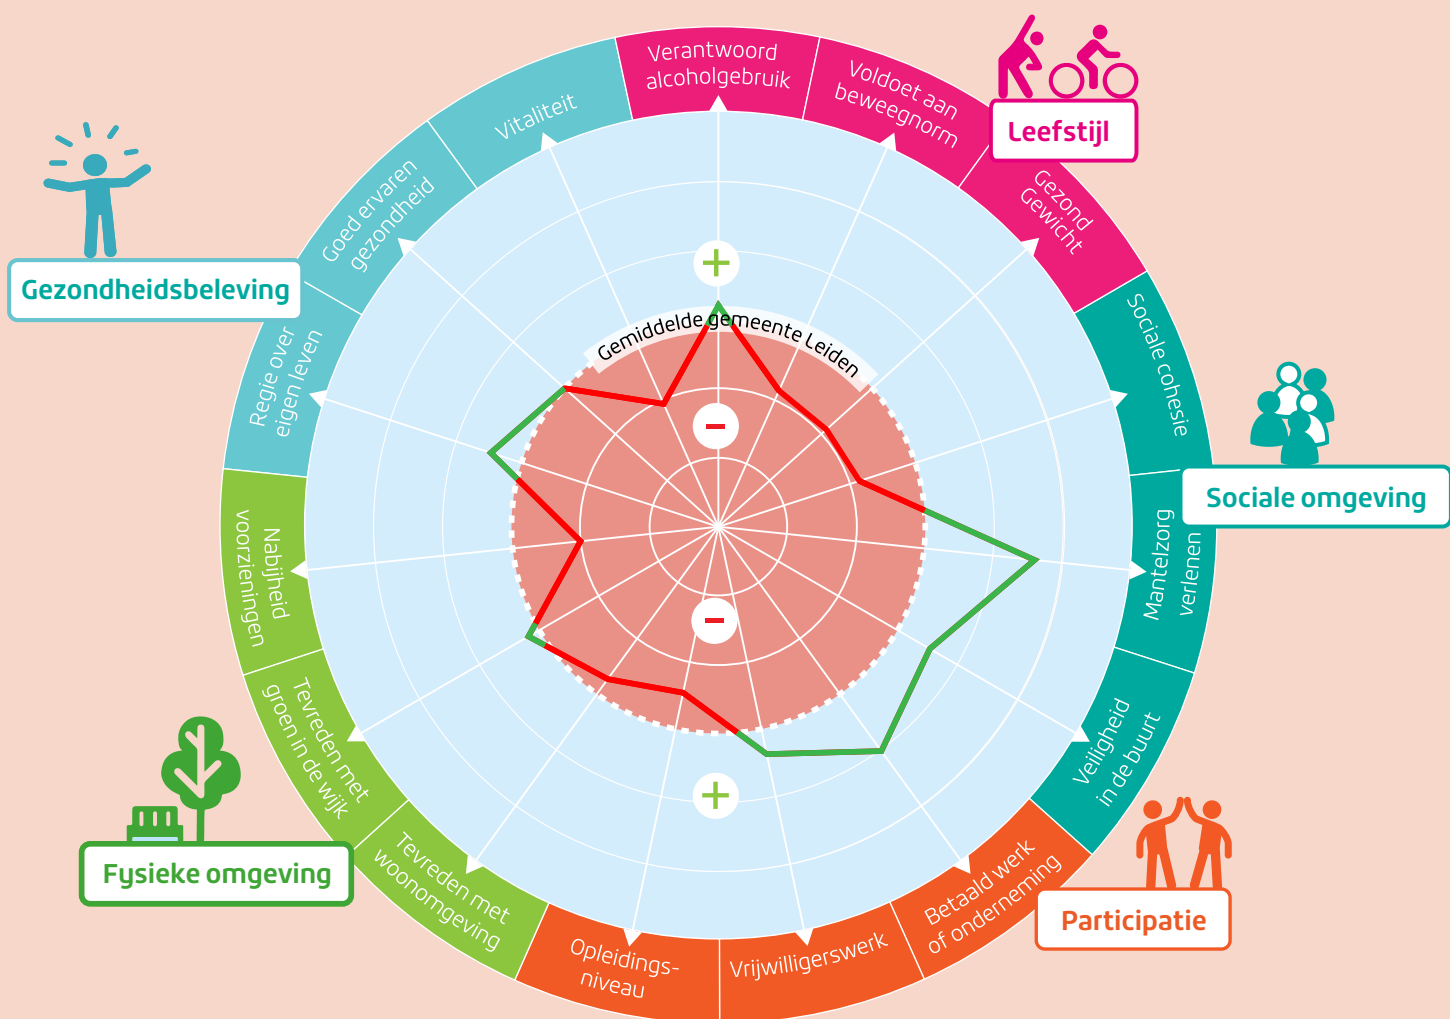 Verantwoord
alcoholgebruik
Voldoet aan
beweegnorm
Leefstijl
Gezond
Gewicht
Sociale cohesie
Sociale omgeving
Mantelzorg
verlenen
Veiligheid
in de buurt
Participatie
Betaald werk
of onderneming
Vrijwilligerswerk
Opleidings-
niveau
Tevreden met
woonomgeving
Fysieke omgeving
Tevreden met
groen in de wijk
Nabijheid
voorzieningen
Regie over
eigen leven
Gezondheidsbeleving
Goed ervaren
gezondheid
Vitaliteit
+
Gemiddelde gemeente Leiden
−
−
+